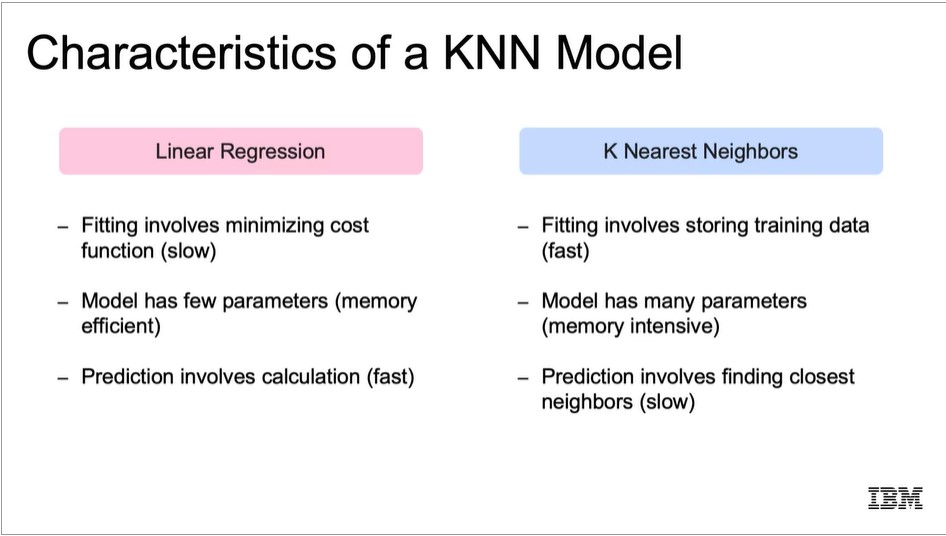 Characteristics of a KNN Model
Linear Regression
– Fitting involves minimizing cost
function (slow)
– Model has few parameters (memory
efficient)
– Prediction involves calculation (fast)
K Nearest Neighbors
– Fitting involves storing training data
(fast)
– Model has many parameters
(memory intensive)
– Prediction involves finding closest
neighbors (slow)
IBM